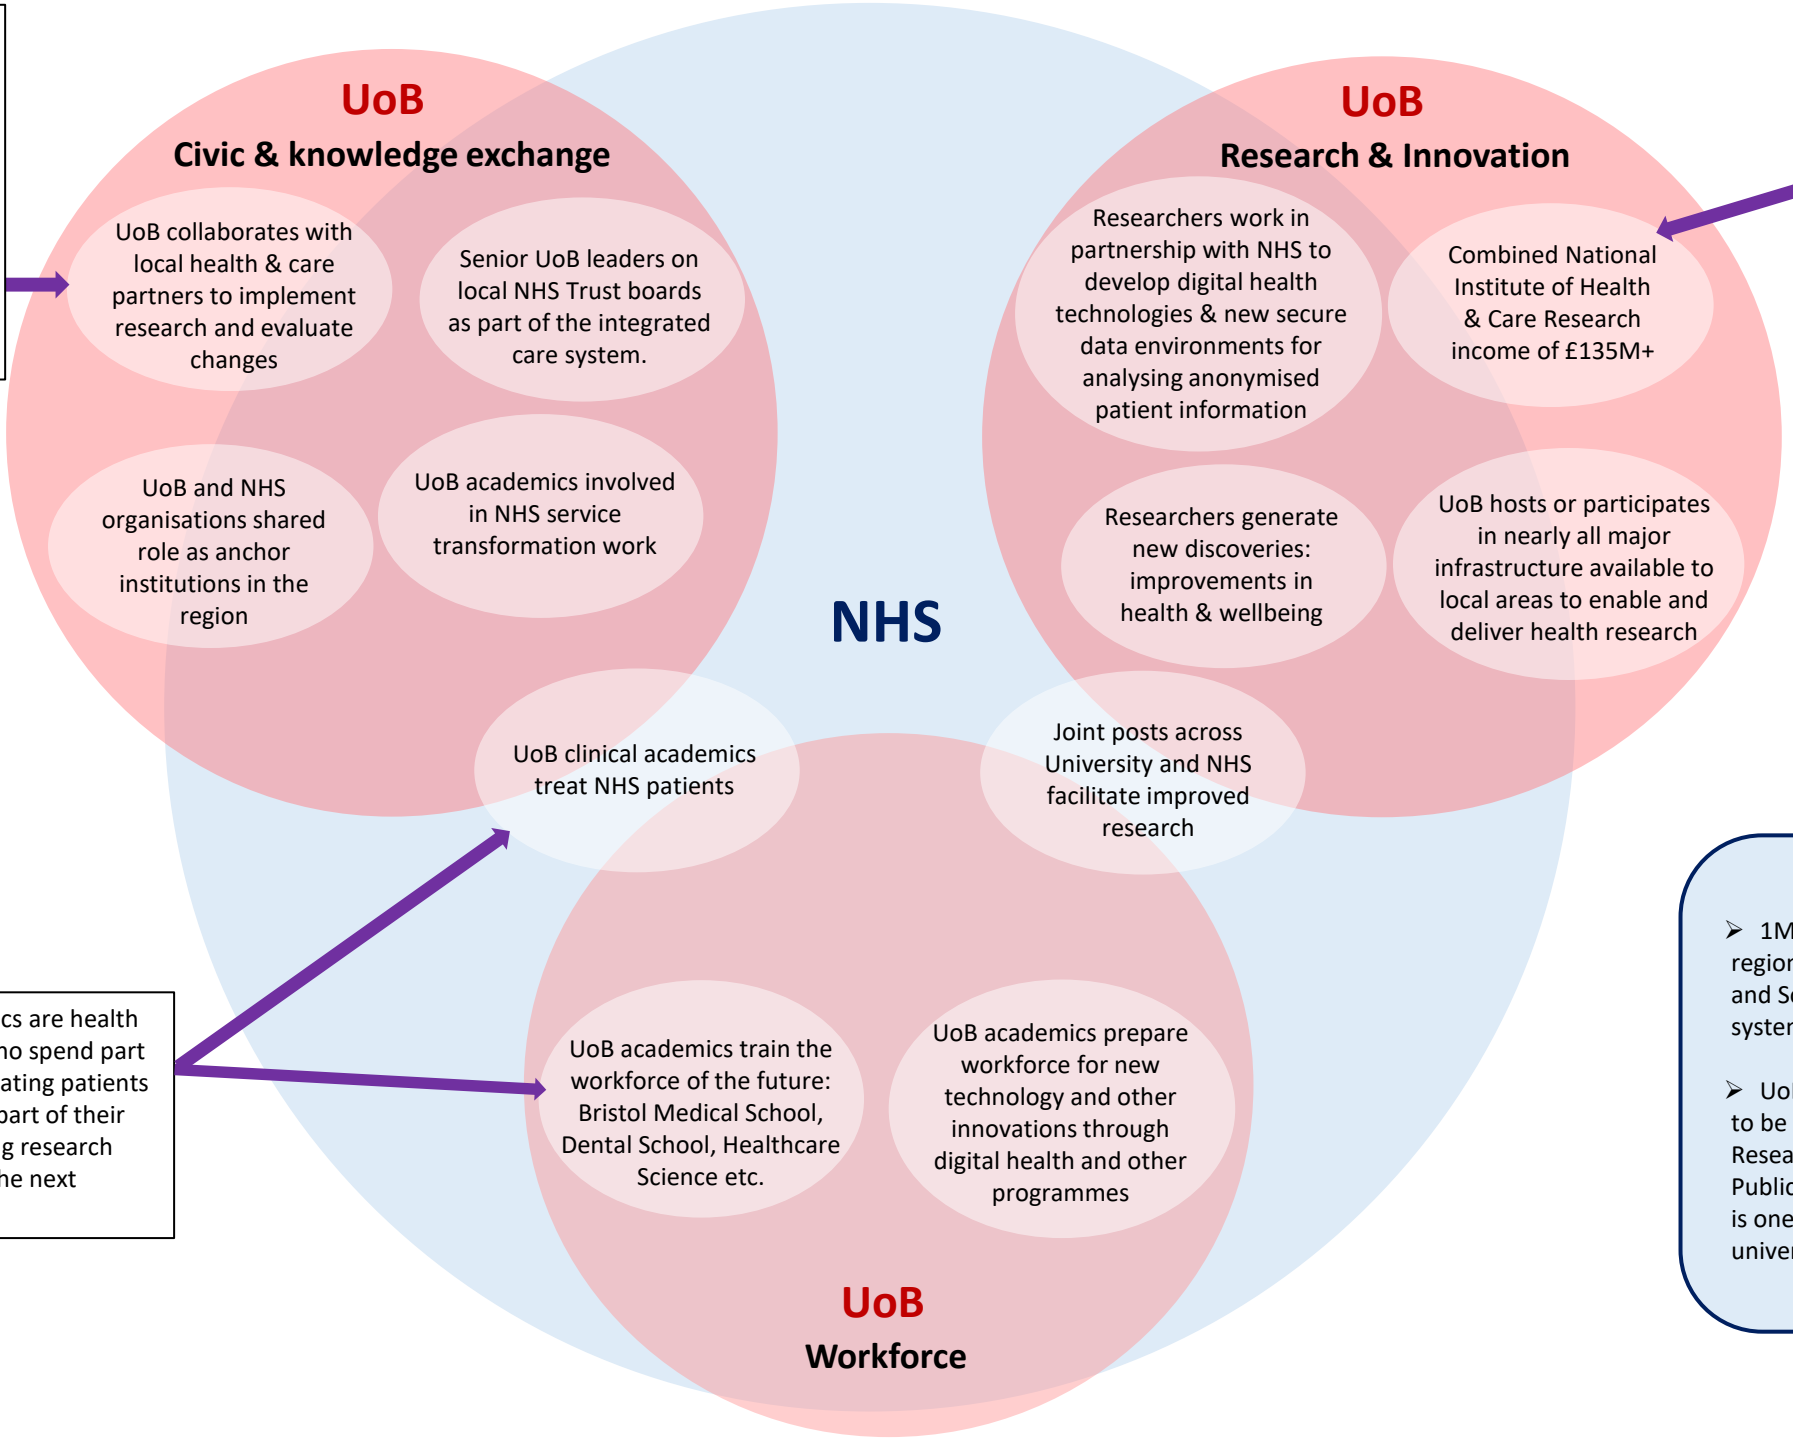 UoB
Civic & knowledge exchange
UoB collaborates with
local health & care
partners to implement
research and evaluate
changes
Senior UoB leaders on
local NHS Trust boards
as part of the integrated
care system.
UoB and NHS
organisations shared
role as anchor
institutions in the
region
UoB academics involved
in NHS service
transformation work
UoB
Research & Innovation
Researchers work in
partnership with NHS to
develop digital health
technologies & new secure
data environments for
analysing anonymised
patient information
Combined National
Institute of Health
& Care Research
income of £135M+
Researchers generate
new discoveries:
improvements in
health & wellbeing
UoB hosts or participates
in nearly all major
infrastructure available to
local areas to enable and
deliver health research
NHS
UoB clinical academics
treat NHS patients
Joint posts across
University and NHS
facilitate improved
research
cs are health
spend part
patients
part of their
research
next
UoB academics train the
workforce of the future:
Bristol Medical School,
Dental School, Healthcare
Science etc.
UoB academics prepare
workforce for new
technology and other
innovations through
digital health and other
programmes
UoB
Workforce
➢ 1M
region
and
➢
to be
is one